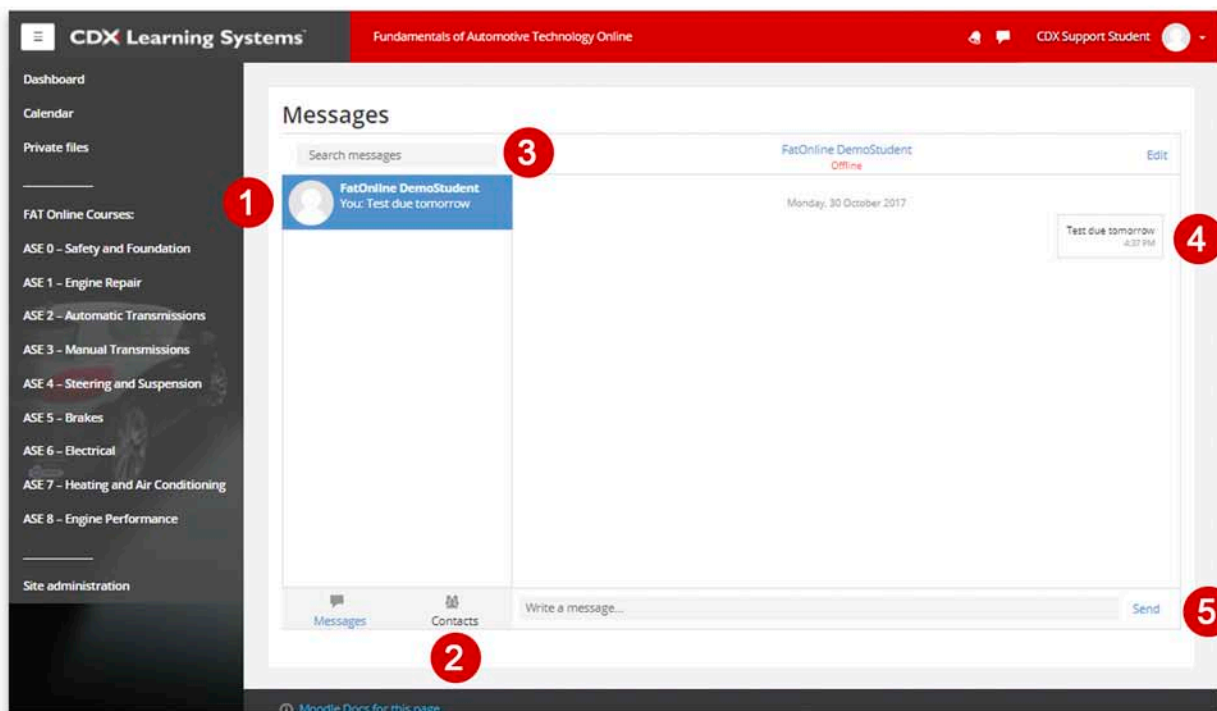 CDX Learning Systems™
Fundamentals of Automotive Technology Online
CDX Support Student
Dashboard
Calendar
Private files
FAT Online Courses:
ASE 0 – Safety and Foundation
ASE 1 – Engine Repair
ASE 2 – Automatic Transmissions
ASE 3 – Manual Transmissions
ASE 4 – Steering and Suspension
ASE 5 – Brakes
ASE 6 – Electrical
ASE 7 – Heating and Air Conditioning
ASE 8 – Engine Performance
Site administration
Messages
Search messages
3
FatOnline DemoStudent
Offline
Edit
1
FatOnline DemoStudent
You: Test due tomorrow
Monday, 30 October 2017
Test due tomorrow
4:37 PM
4
Messages
Contacts
2
Write a message...
Send
5
Moodle Docs for this page